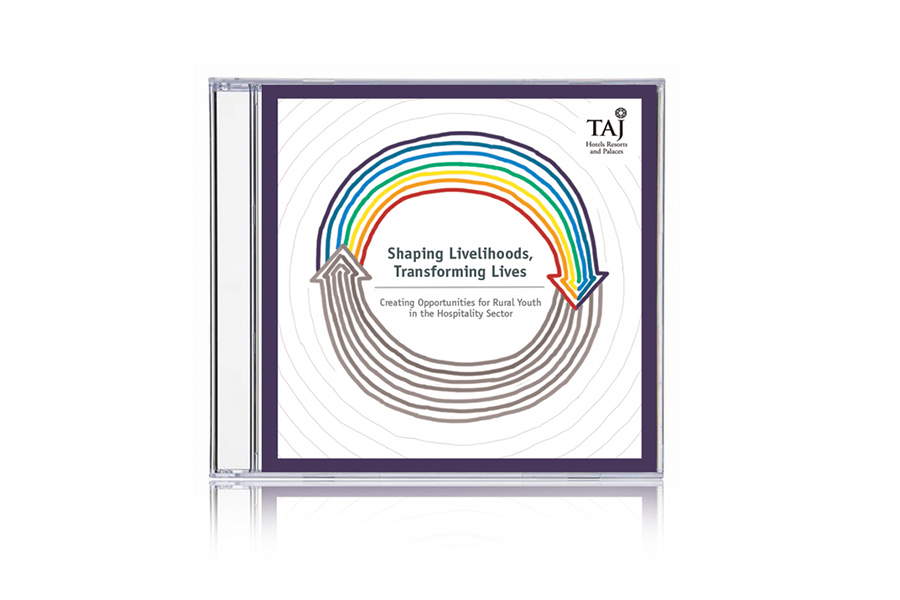 TAJ
Hotels Resorts
and Palaces
Shaping Livelihoods,
Transforming Lives
Creating Opportunities for Rural Youth
in the Hospitality Sector